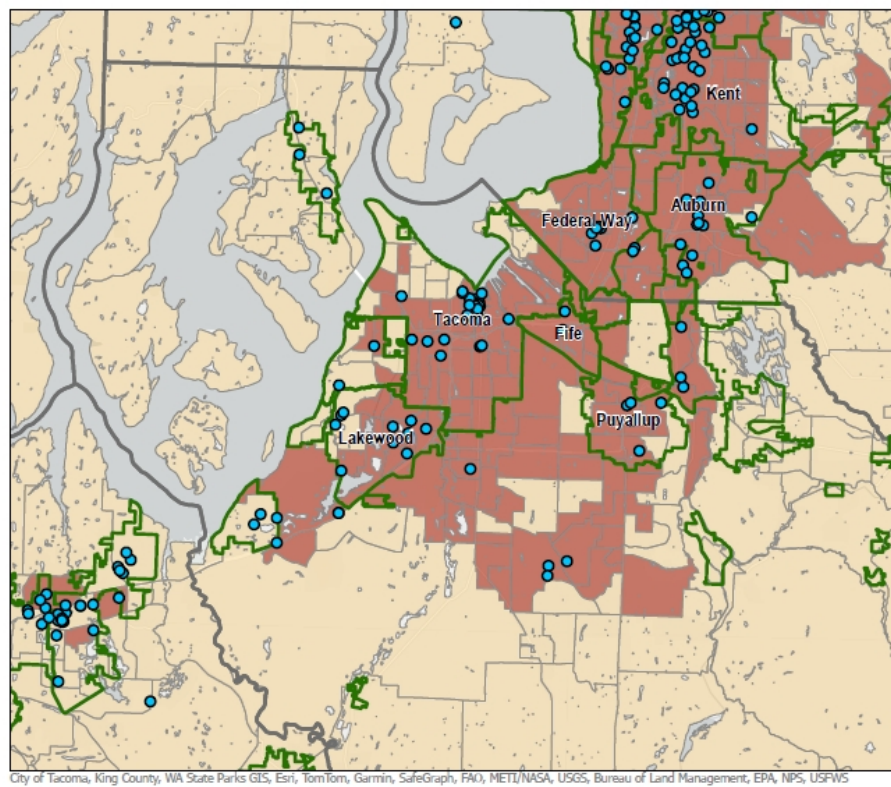 Kent
Auburn
Federal Way
Tacoma
Fife
Puyallup
Lakewood
City of Tacoma, King County, WA State Parks GIS, Esri, TomTom, Garmin, SafeGraph, FAO, METI/NASA, USGS, Bureau of Land Management, EPA, NPS, USFWS